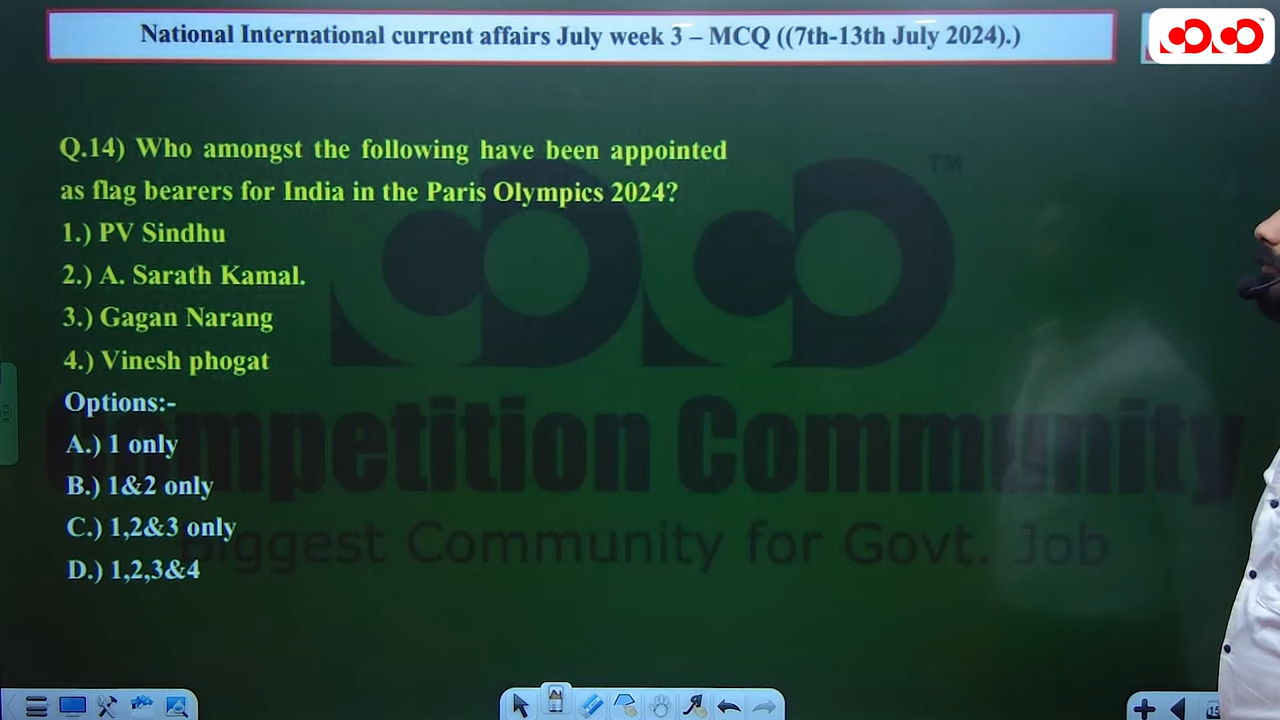 National International current affairs July week 3 – MCQ ((7th-13th July 2024).)
TM
Q.14) Who amongst the following have been appointed
as flag bearers for India in the Paris Olympics 2024?
1.) PV Sindhu
2.) A. Sarath Kamal.
3.) Gagan Narang
4.) Vinesh phogat
Options:-
A.) 1 only
B.) 1&2 only
C.) 1,2&3 only
D.) 1,2,3&4
Competition Community
Biggest Community for Govt. Job
15